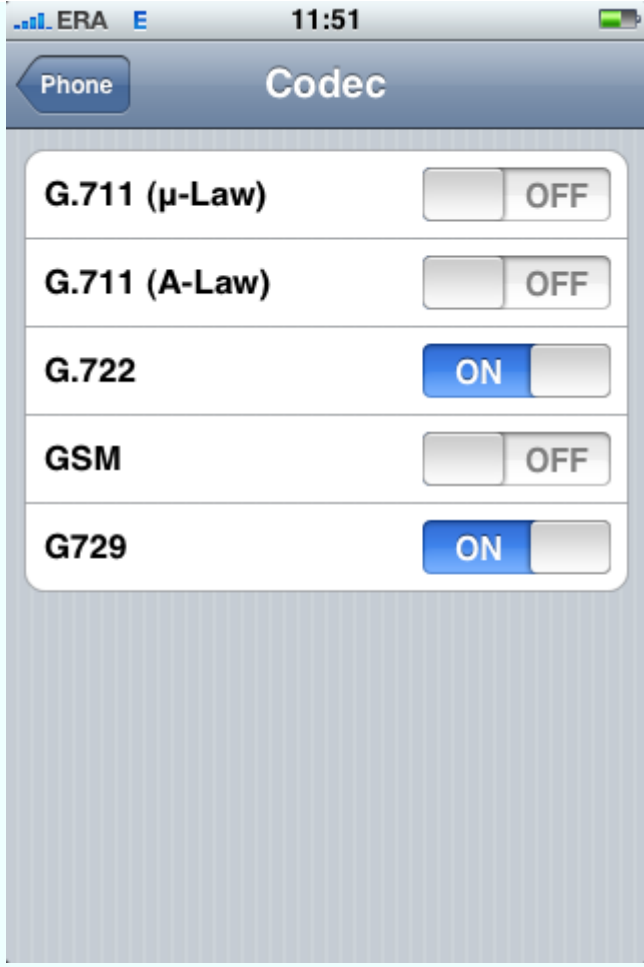 ERA E 11:51
Phone Codec
G.711 (µ-Law) OFF
G.711 (A-Law) OFF
G.722 ON
GSM OFF
G729 ON